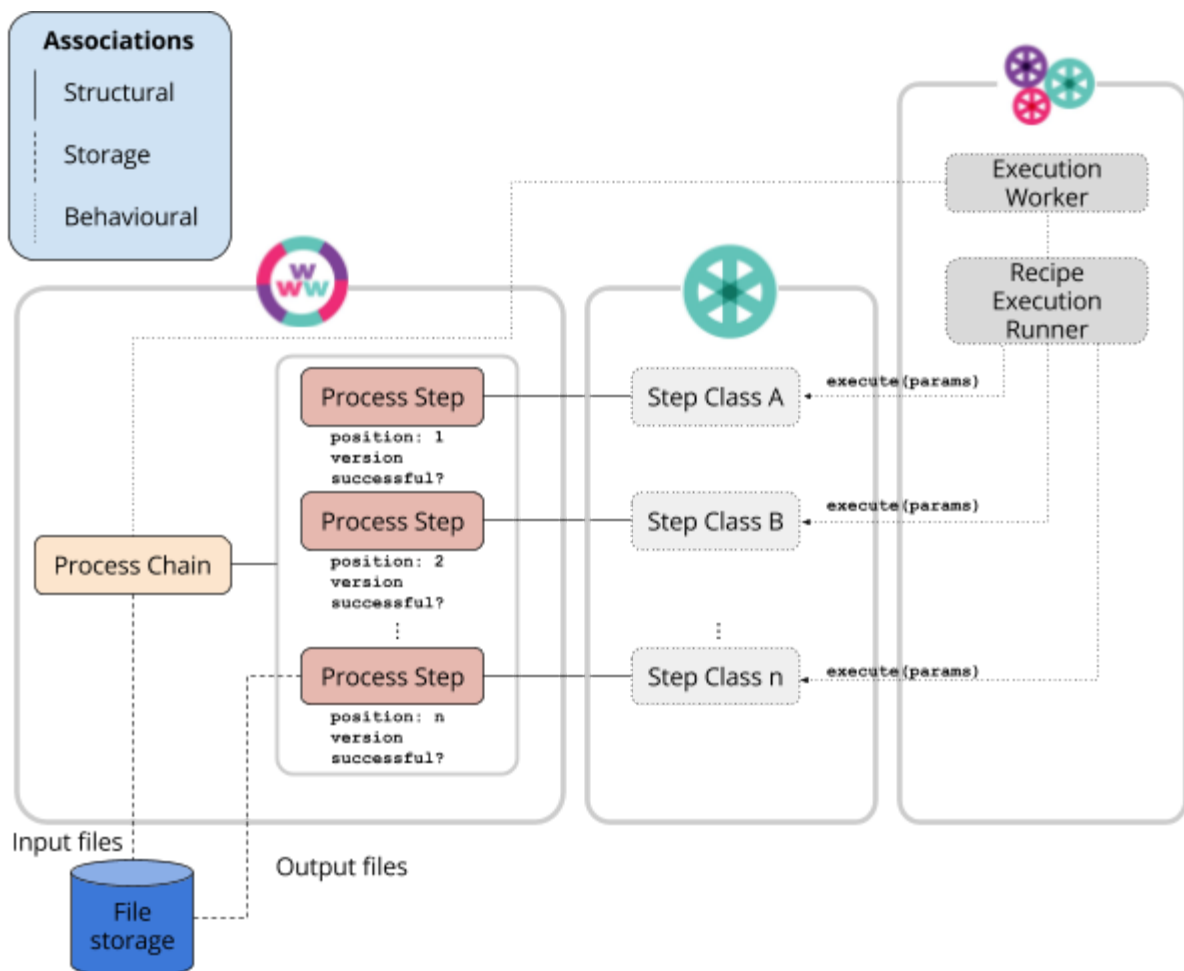 Associations
Structural
Storage
Behavioural
Execution
Worker
Recipe
Execution
Runner
w
w w
Process Step
position: 1
version
successful?
Step Class A
execute(params)
Process Step
position: 2
version
successful?
Step Class B
execute(params)
Process Chain
Process Step
position: n
version
successful?
Step Class n
execute(params)
Input files
Output files
File
storage